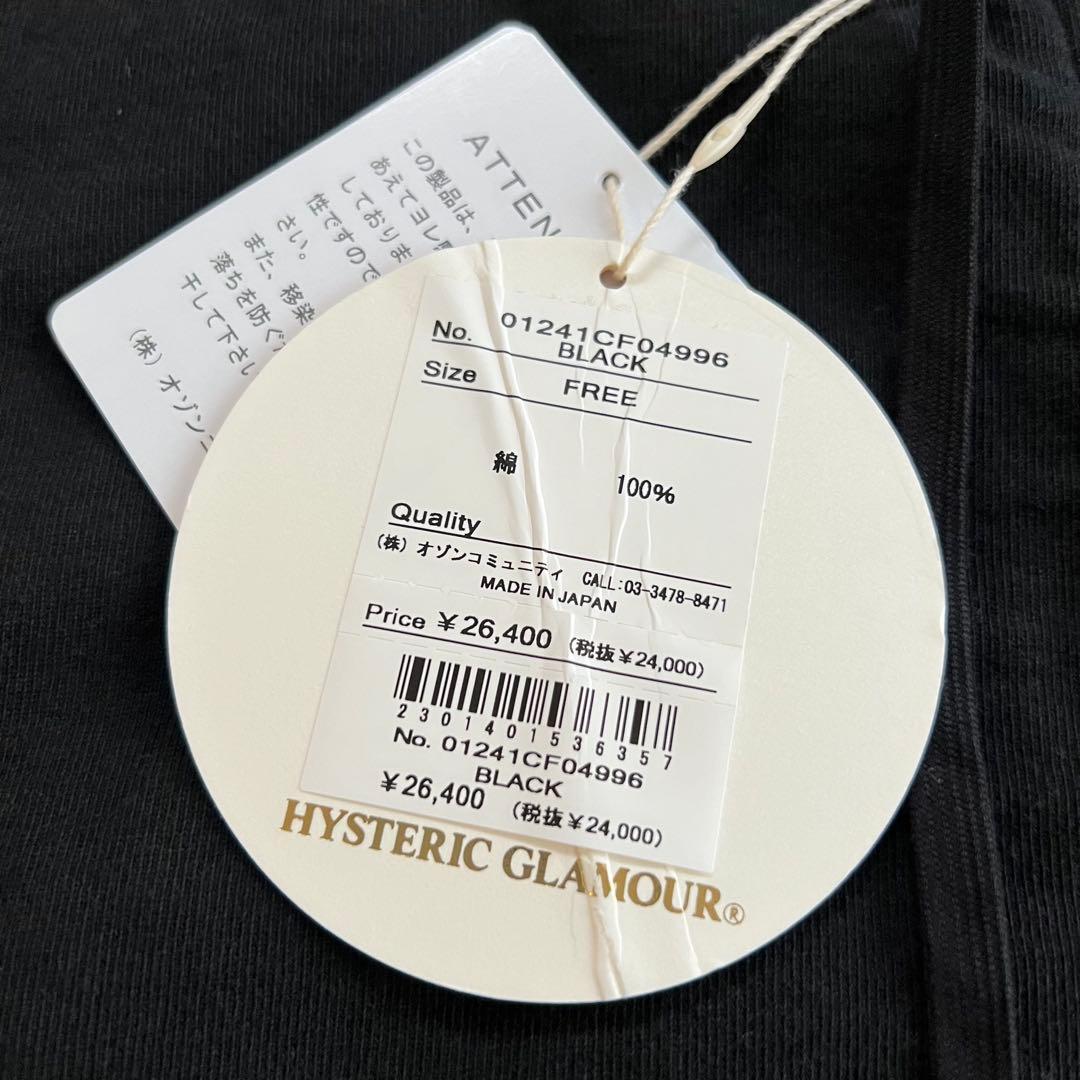 ATTEN
この製品は、
あえてヨレ
しておりま
性ですので
さい。
また、移染
落ちを防ぐ
干して下さい
（株）オゾンコ
No. 01241CF04996
BLACK
Size FREE
綿 100%
Quality
（株）オゾンコミュニティ CALL:03-3478-8471
MADE IN JAPAN
Price ¥26,400 （税抜¥24,000）
2301401536357
No. 01241CF04996
BLACK
¥26,400 （税抜¥24,000）
HYSTERIC GLAMOUR®